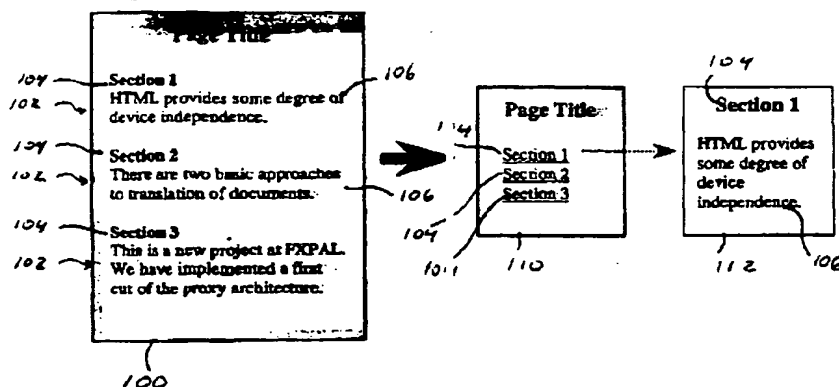 Page Title
104
Section 1
106
HTML provides some degree of
102
device independence.
104
Section 2
There are two basic approaches
102
to translation of documents.
106
104
Section 3
This is a new project at FXPAL.
102
We have implemented a first
cut of the proxy architecture.
100
Page Title
Section 1
Section 2
Section 3
104
110
104
Section 1
HTML provides
some degree of
device
independence.
112
106